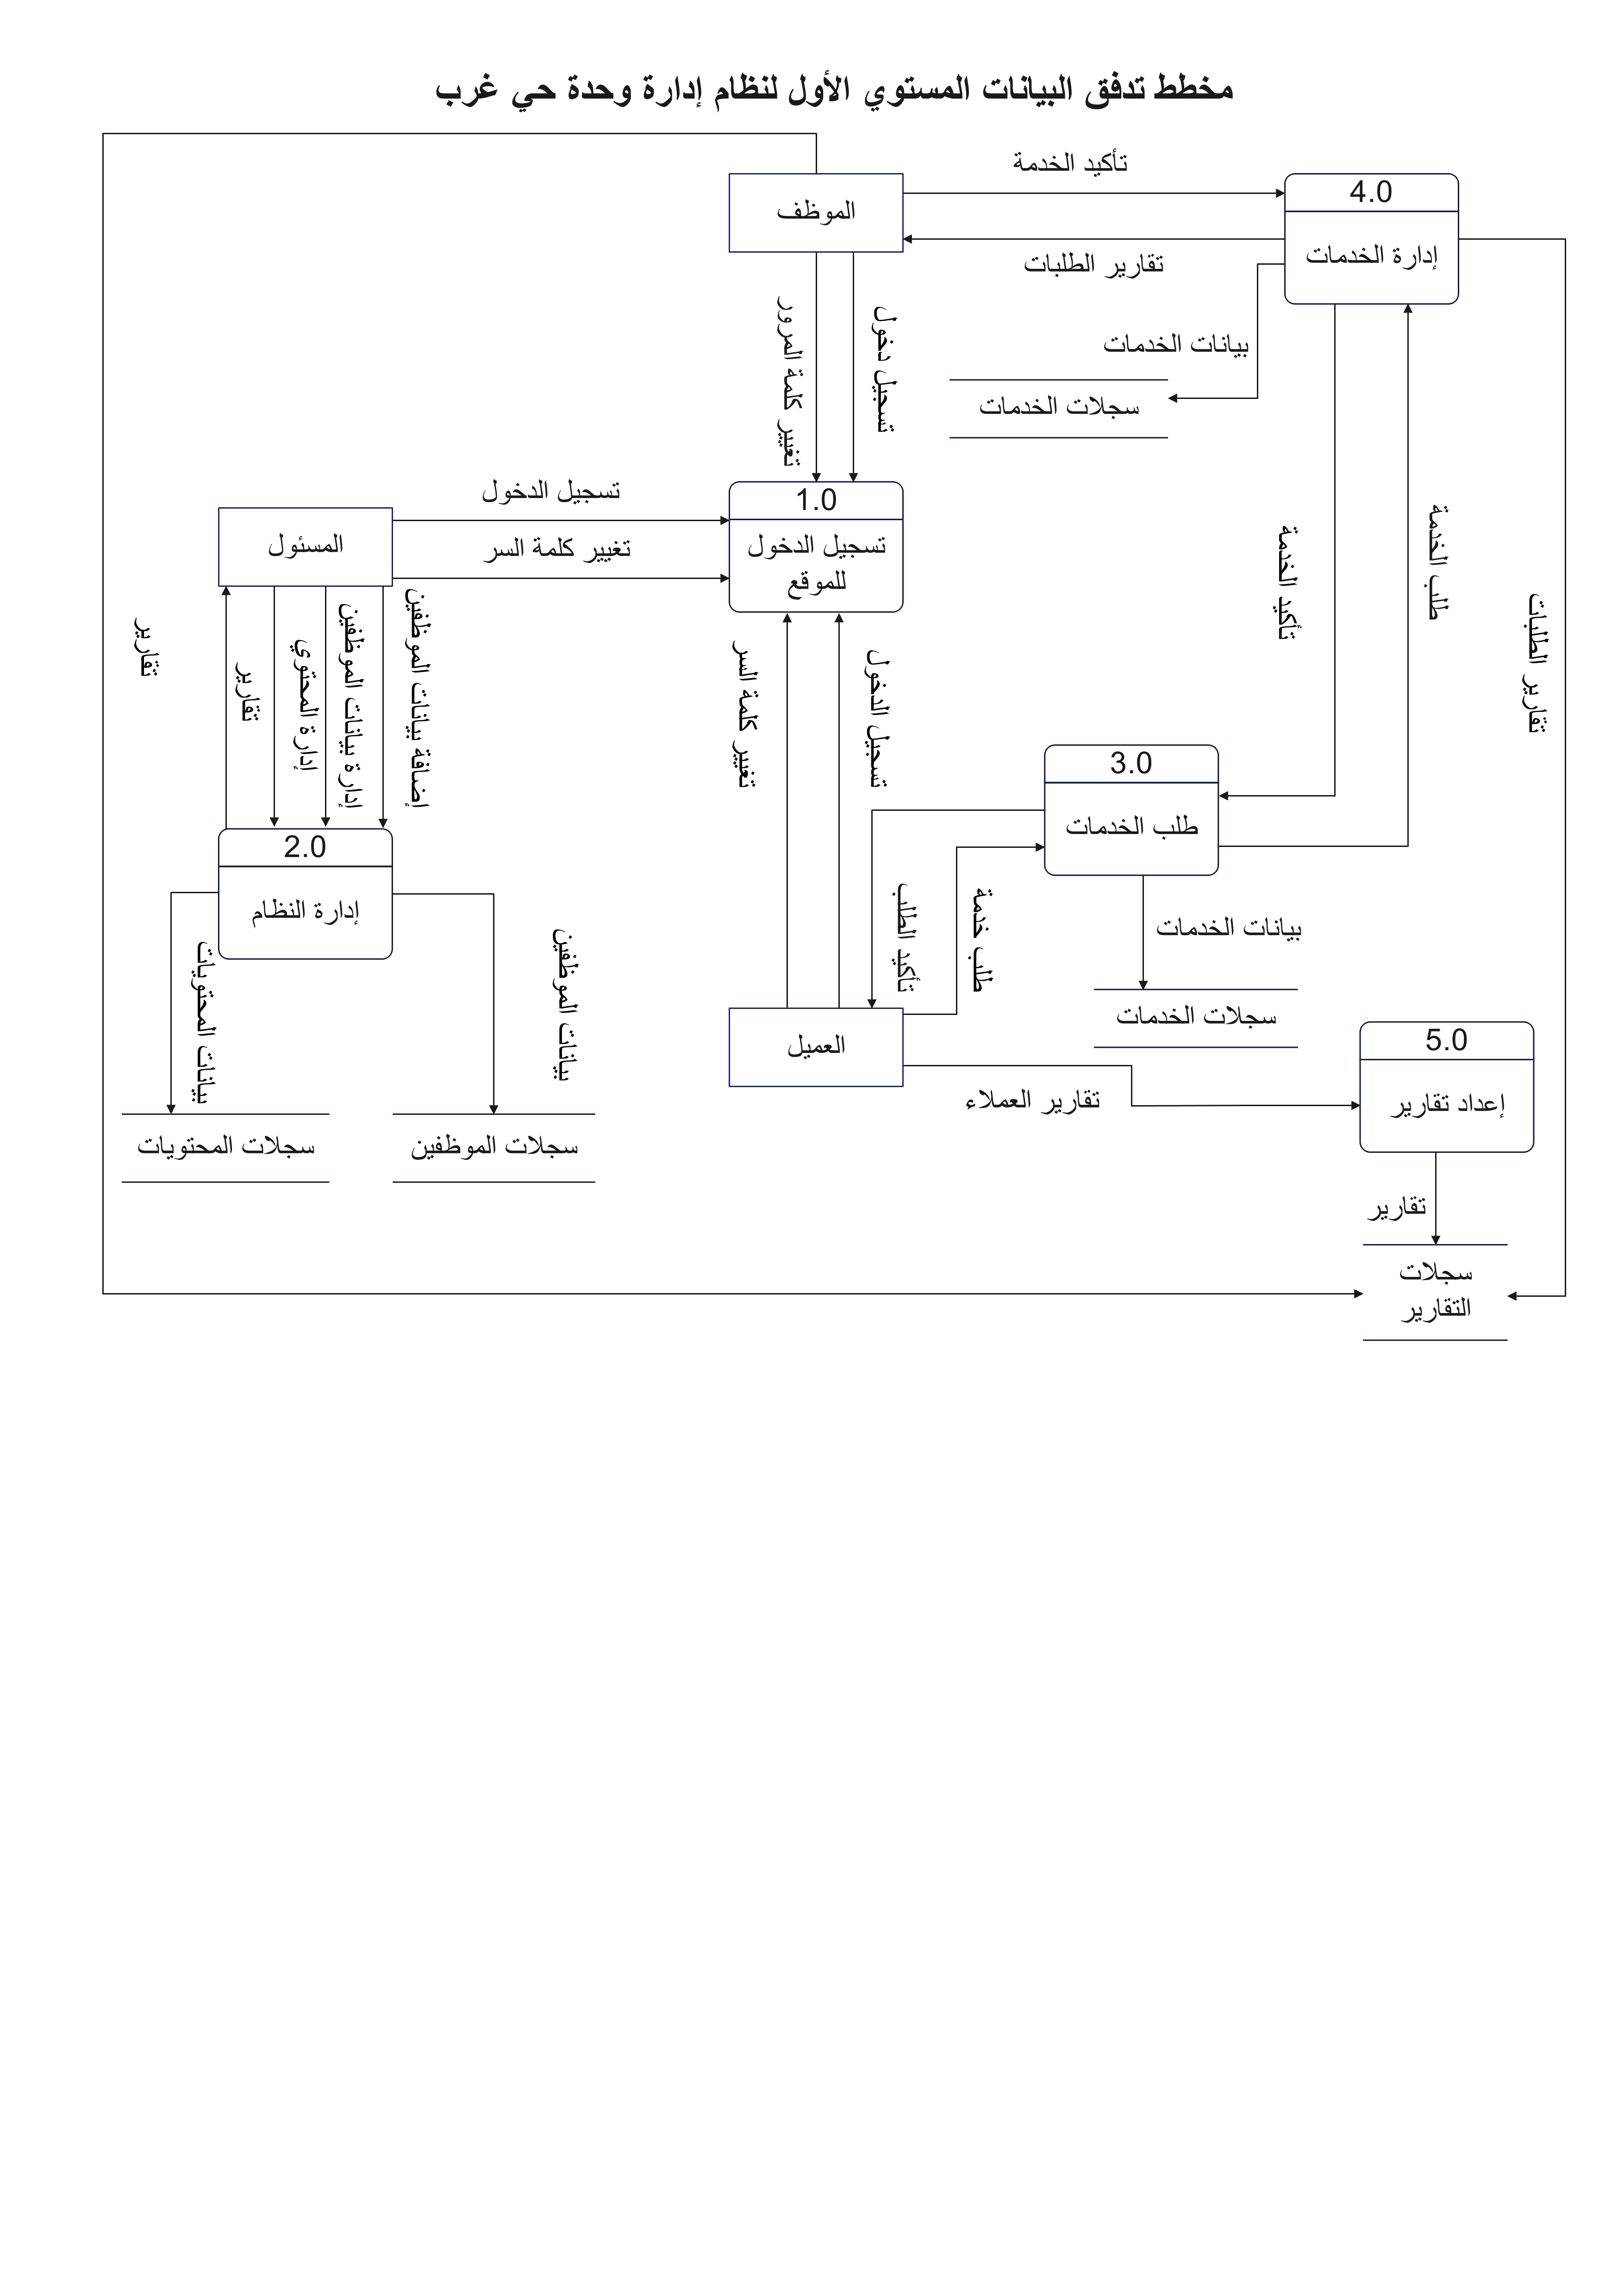 مخطط تدفق البيانات المستوي الأول لنظام إدارة وحدة حي غرب
تأكيد الخدمة
4.0
الموظف
إدارة الخدمات
تقارير الطلبات
تغيير كلمة المرور
تسجيل دخول
بيانات الخدمات
سجلات الخدمات
تسجيل الدخول
1.0
المسئول
تسجيل الدخول
للموقع
تغيير كلمة السر
تأكيد الخدمة
طلب الخدمة
تقارير الطلبات
تقارير
تقارير
إدارة المحتوي
إدارة بيانات الموظفين
إضافة بيانات الموظفين
تغيير كلمة السر
تسجيل الدخول
3.0
طلب الخدمات
2.0
إدارة النظام
تأكيد الطلب
طلب خدمة
بيانات الخدمات
بيانات المحتويات
بيانات الموظفين
سجلات الخدمات
العميل
5.0
تقارير العملاء
إعداد تقارير
سجلات المحتويات
سجلات الموظفين
تقارير
سجلات
التقارير